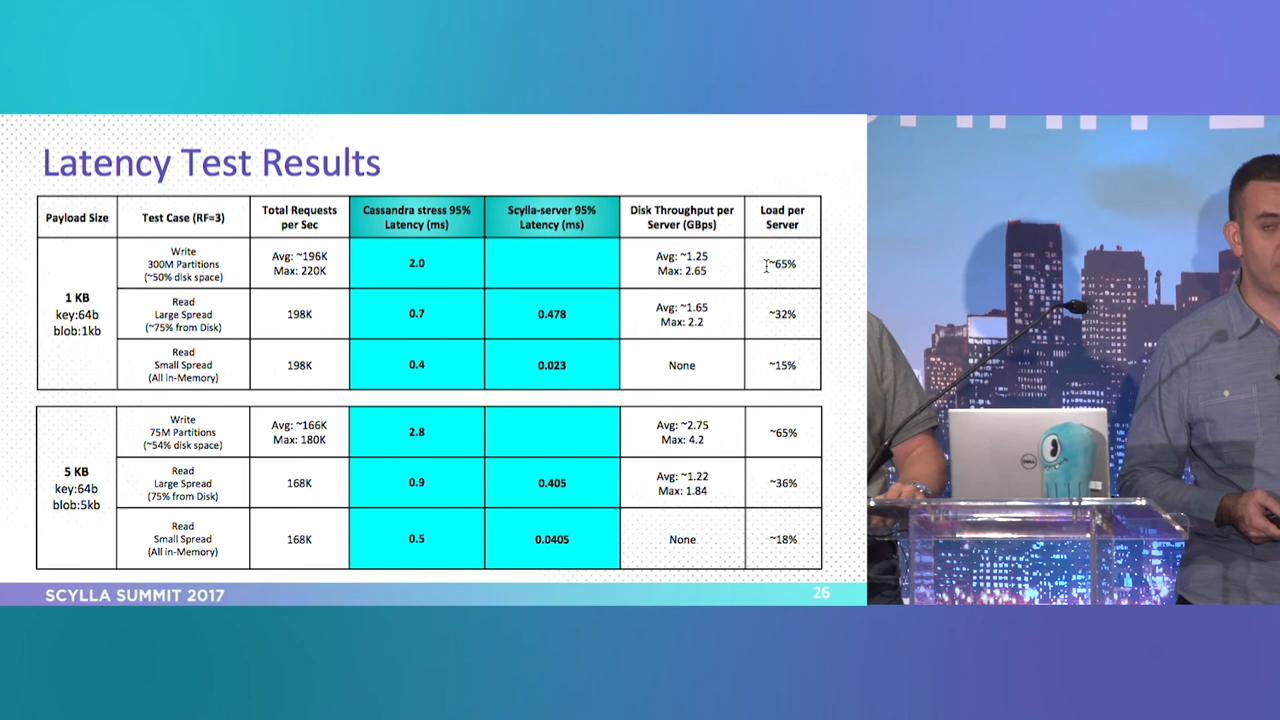 Latency Test Results
Payload Size
Test Case (RF=3)
Total Requests
per Sec
Cassandra stress 95%
Latency (ms)
Scylla-server 95%
Latency (ms)
Disk Throughput per
Server (GBps)
Load per
Server
1 KB
key:64b
blob:1kb
Write
300M Partitions
(~50% disk space)
Avg: ~196K
Max: 220K
2.0
Avg: ~1.25
Max: 2.65
~65%
Read
Large Spread
(~75% from Disk)
198K
0.7
0.478
Avg: ~1.65
Max: 2.2
~32%
Read
Small Spread
(All in-Memory)
198K
0.4
0.023
None
~15%
5 KB
key:64b
blob:5kb
Write
75M Partitions
(~54% disk space)
Avg: ~166K
Max: 180K
2.8
Avg: ~2.75
Max: 4.2
~65%
Read
Large Spread
(75% from Disk)
168K
0.9
0.405
Avg: ~1.22
Max: 1.84
~36%
Read
Small Spread
(All in-Memory)
168K
0.5
0.0405
None
~18%
SCYLLA SUMMIT 2017
26
DELL